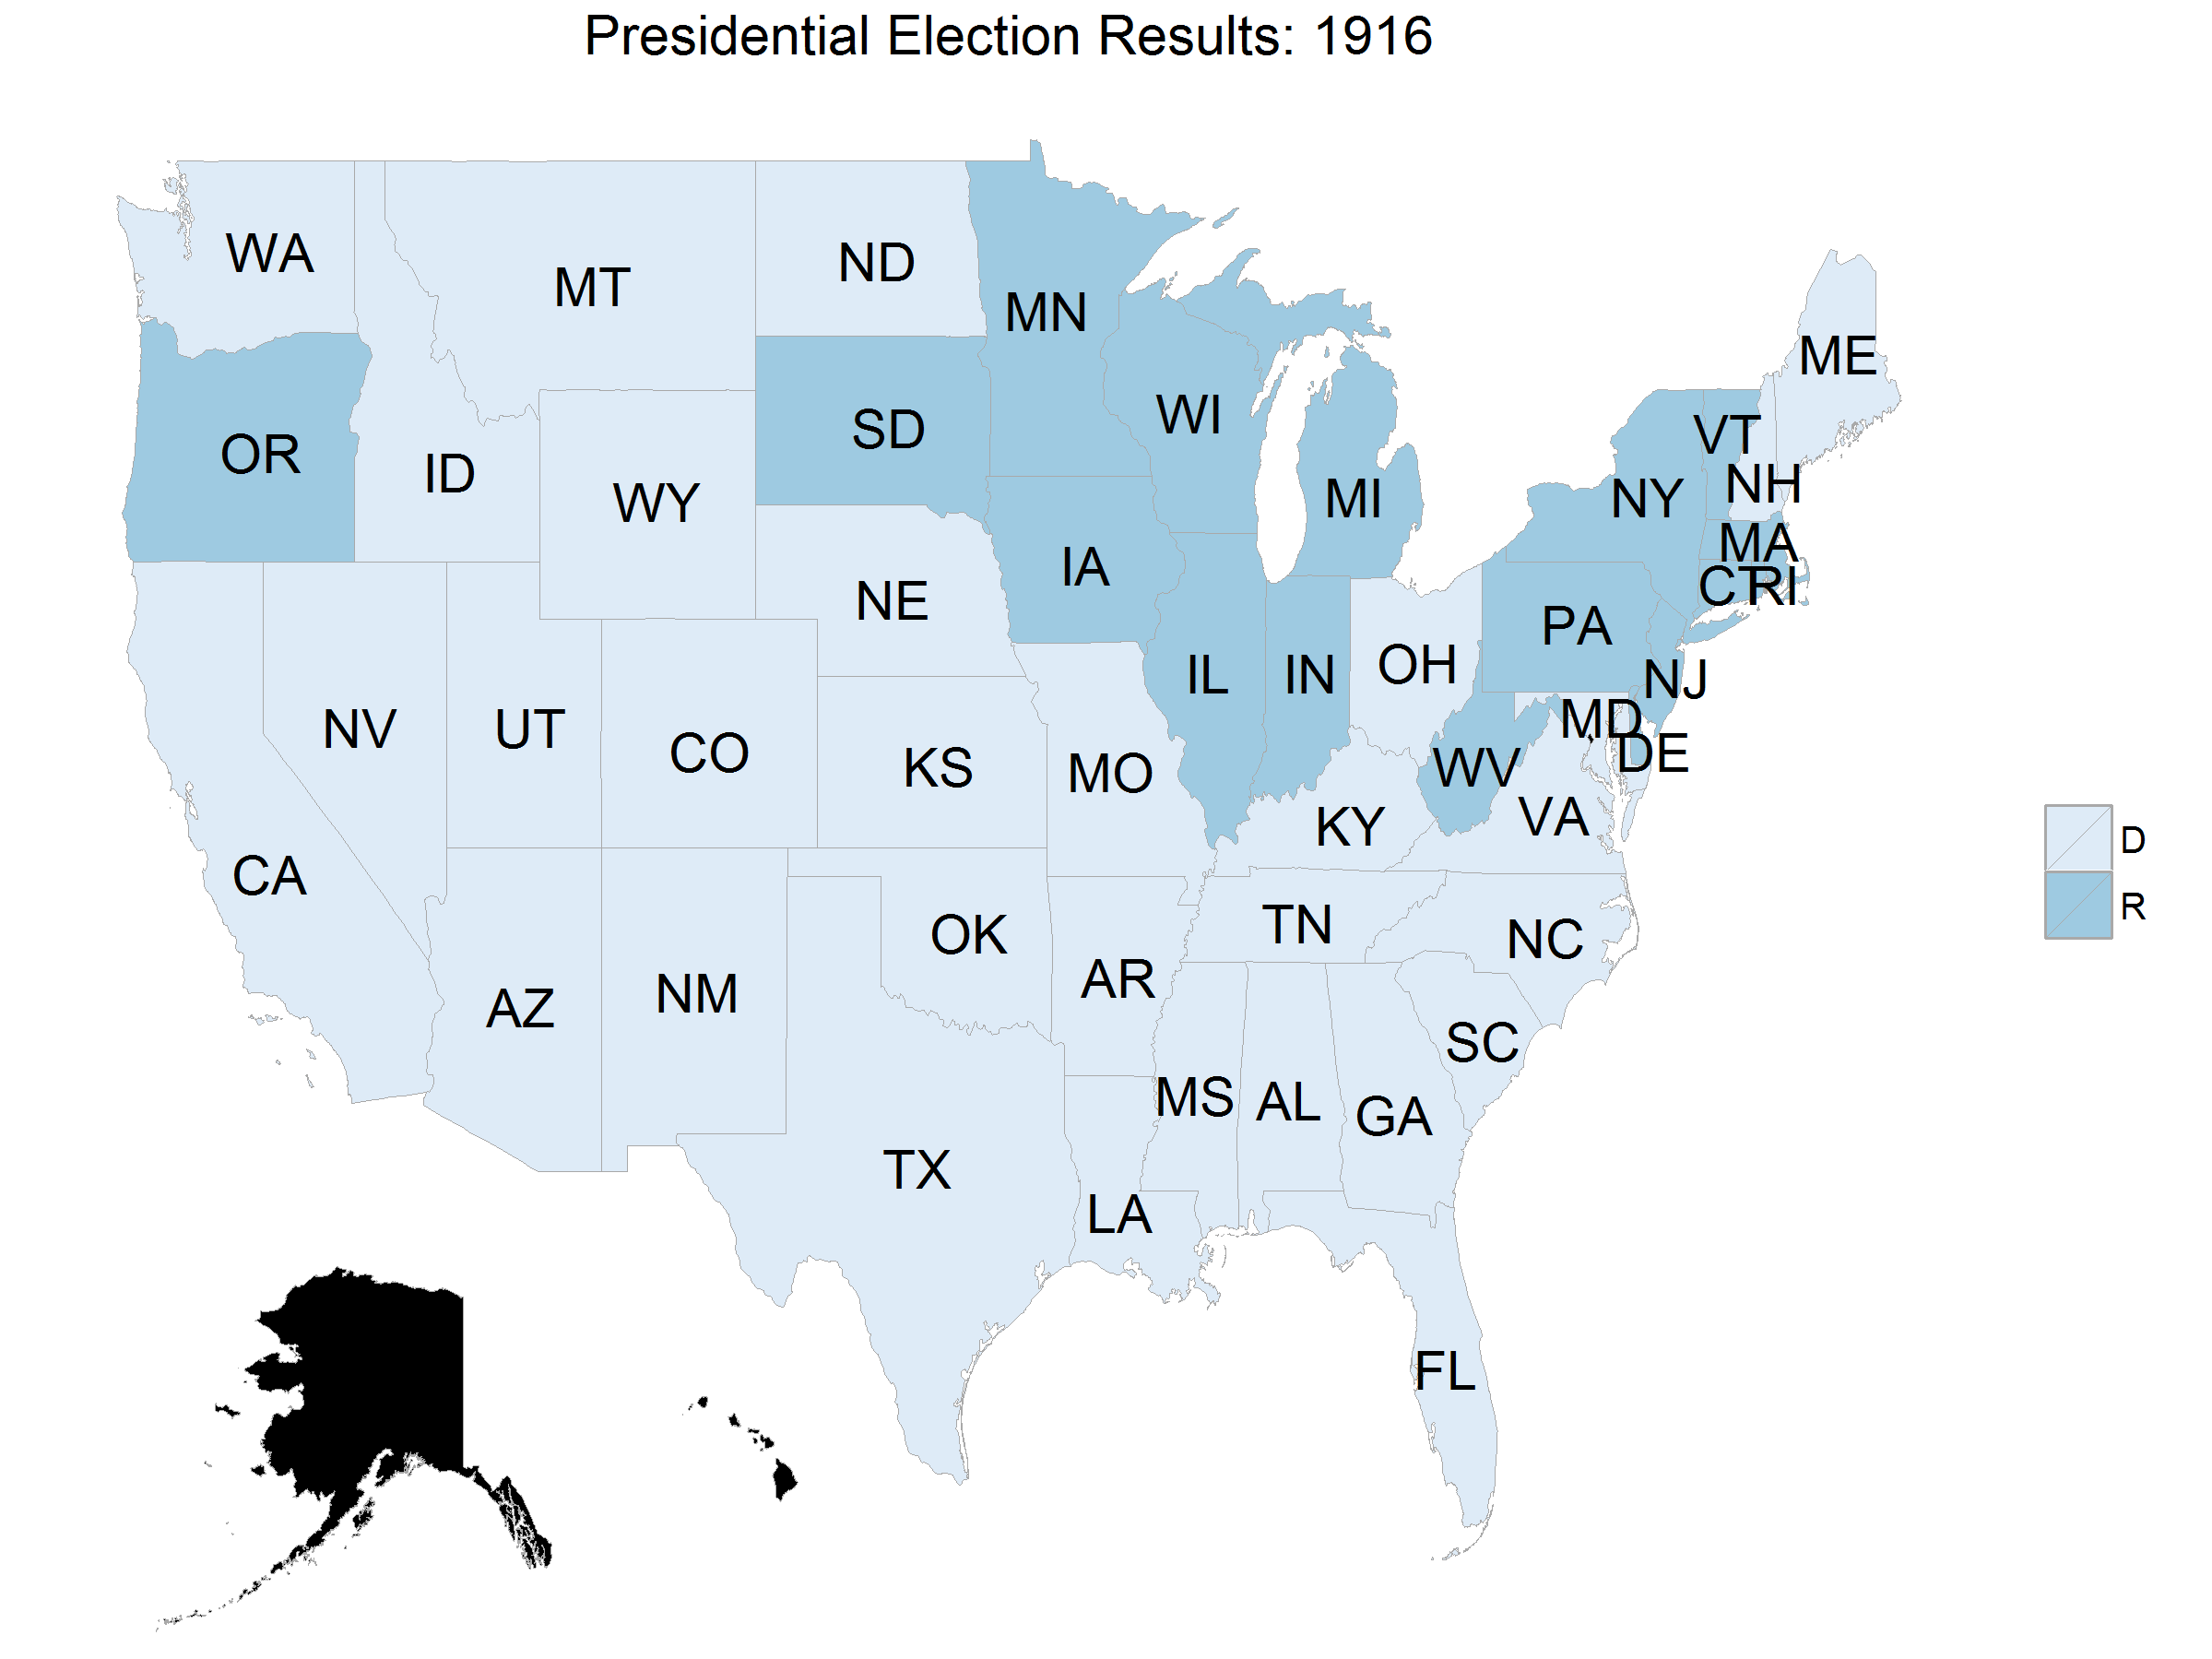 Presidential Election Results: 1916
WA
MT
ND
MN
ME
OR
ID
WY
SD
WI
MI
NY
VT
NH
MA
CT
RI
IA
NE
PA
NJ
NV
UT
CO
KS
MO
IL
IN
OH
WV
MD
DE
VA
KY
CA
AZ
NM
OK
AR
TN
NC
SC
TX
LA
MS
AL
GA
FL
D
R